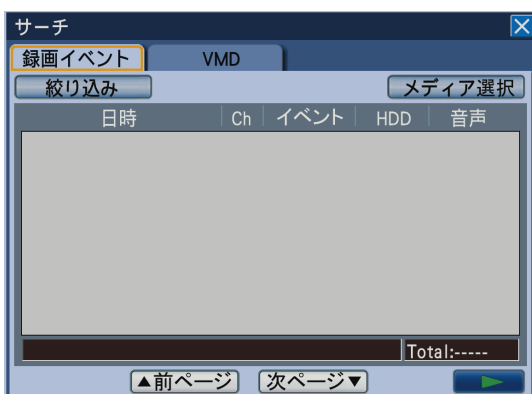 サーチ
録画イベント VMD
絞り込み メディア選択
日時 Ch イベント HDD 音声
Total:-----
▲前ページ 次ページ▼